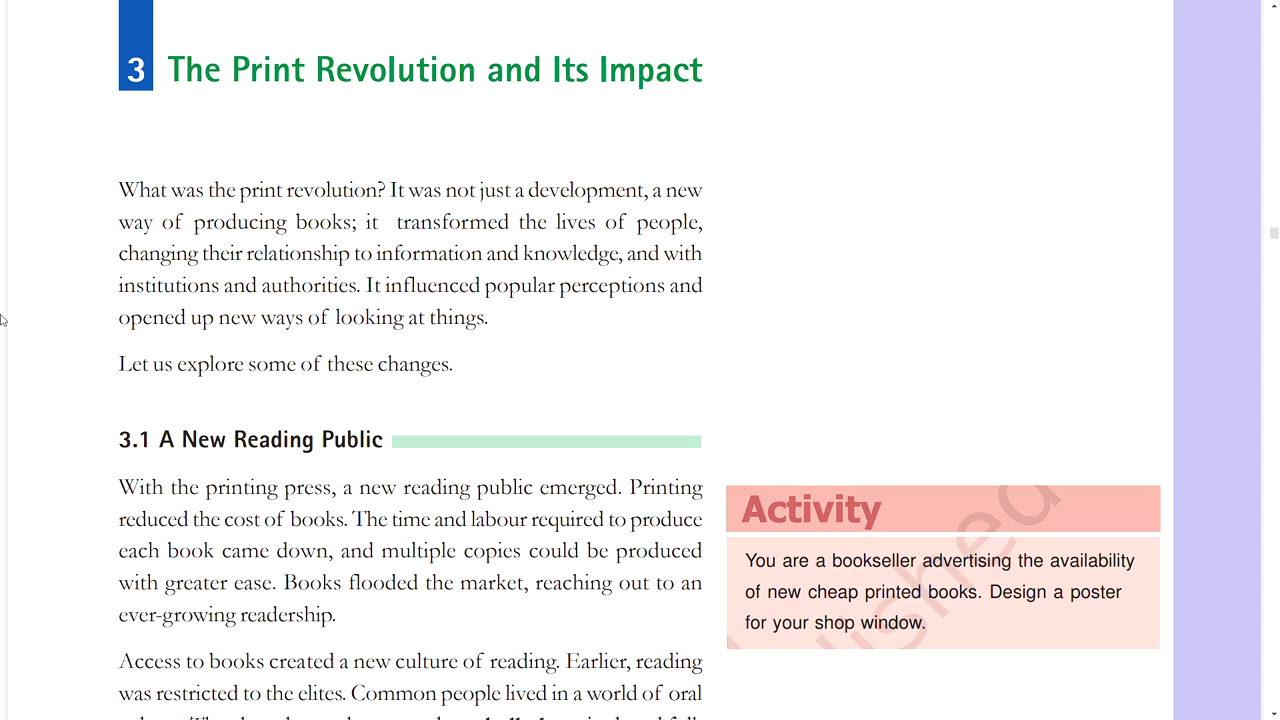 3 The Print Revolution and Its Impact
What was the print revolution? It was not just a development, a new
way of producing books; it transformed the lives of people,
changing their relationship to information and knowledge, and with
institutions and authorities. It influenced popular perceptions and
opened up new ways of looking at things.
Let us explore some of these changes.
3.1 A New Reading Public
With the printing press, a new reading public emerged. Printing
reduced the cost of books. The time and labour required to produce
each book came down, and multiple copies could be produced
with greater ease. Books flooded the market, reaching out to an
ever-growing readership.
Access to books created a new culture of reading. Earlier, reading
was restricted to the elites. Common people lived in a world of oral
Activity
You are a bookseller advertising the availability
of new cheap printed books. Design a poster
for your shop window.